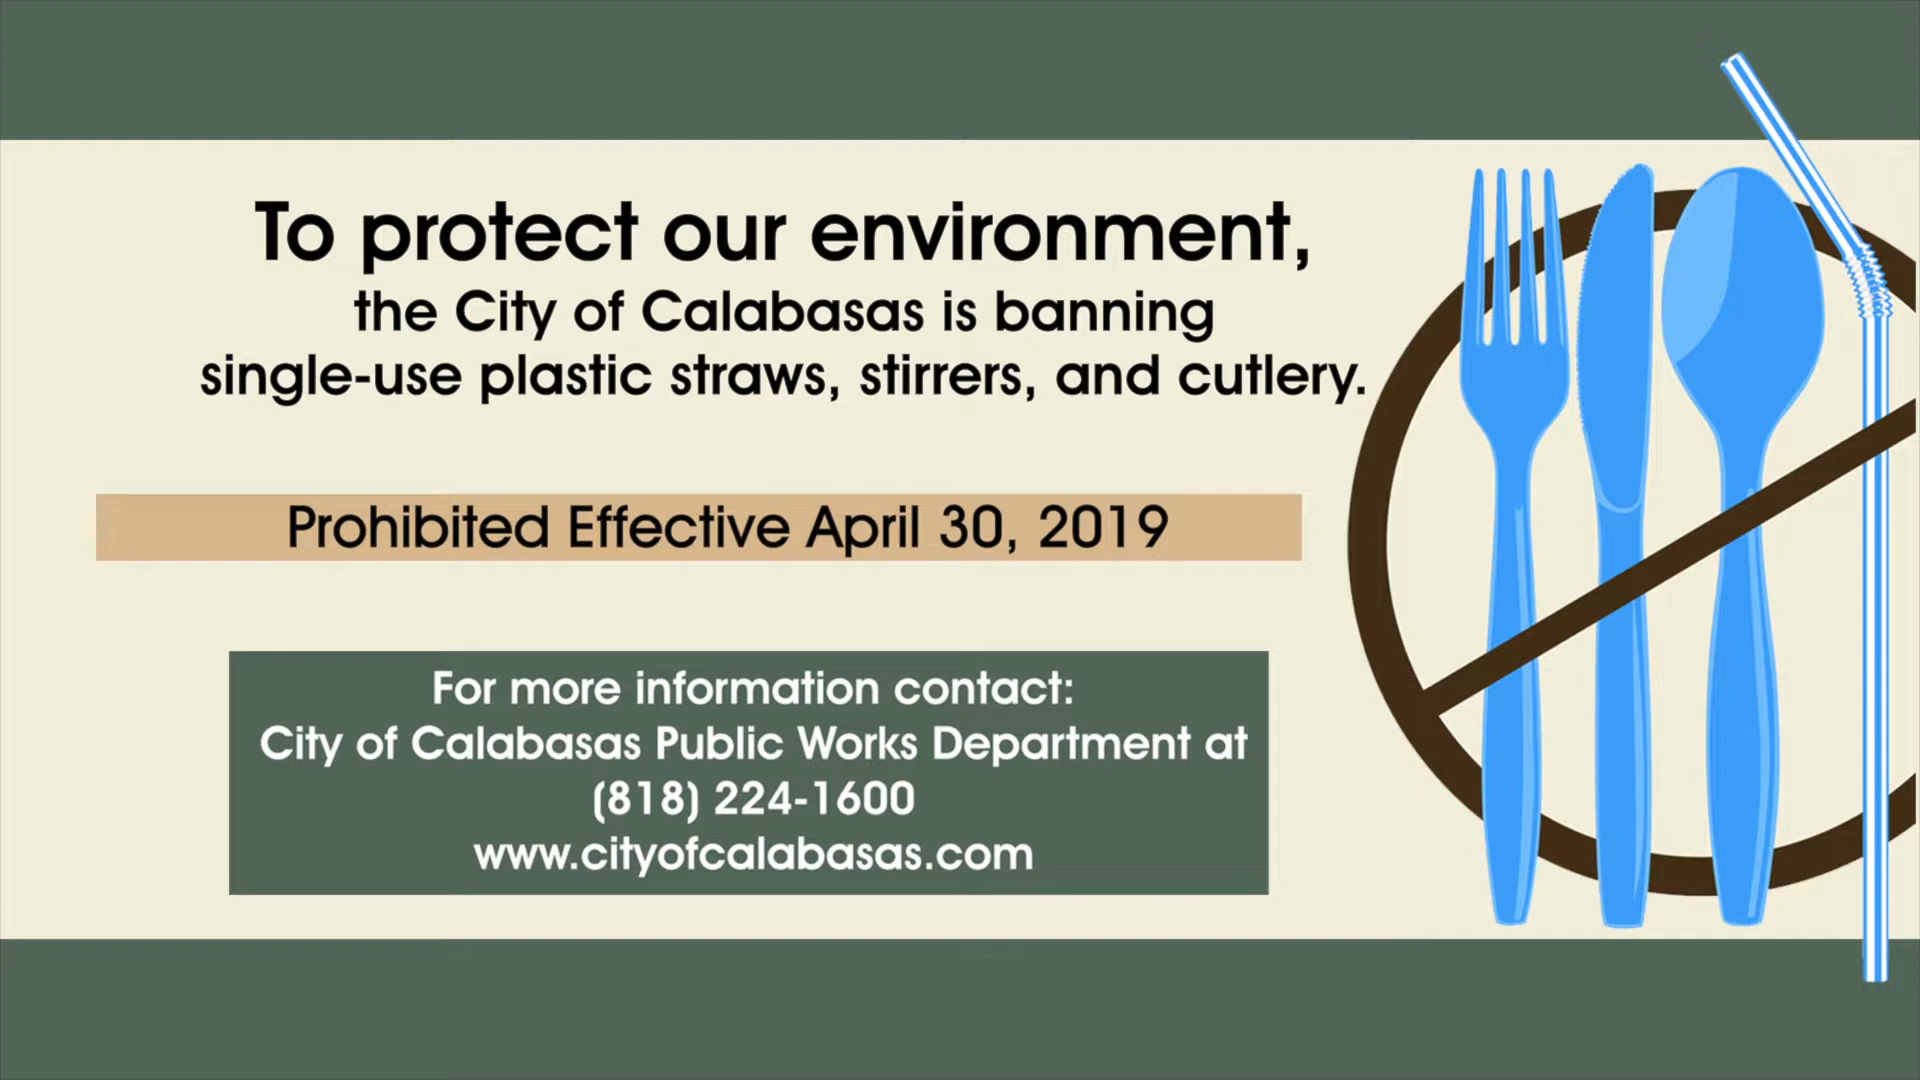 To protect our environment,
the City of Calabasas is banning
single-use plastic straws, stirrers, and cutlery.
Prohibited Effective April 30, 2019
For more information contact:
City of Calabasas Public Works Department at
(818) 224-1600
www.cityofcalabasas.com